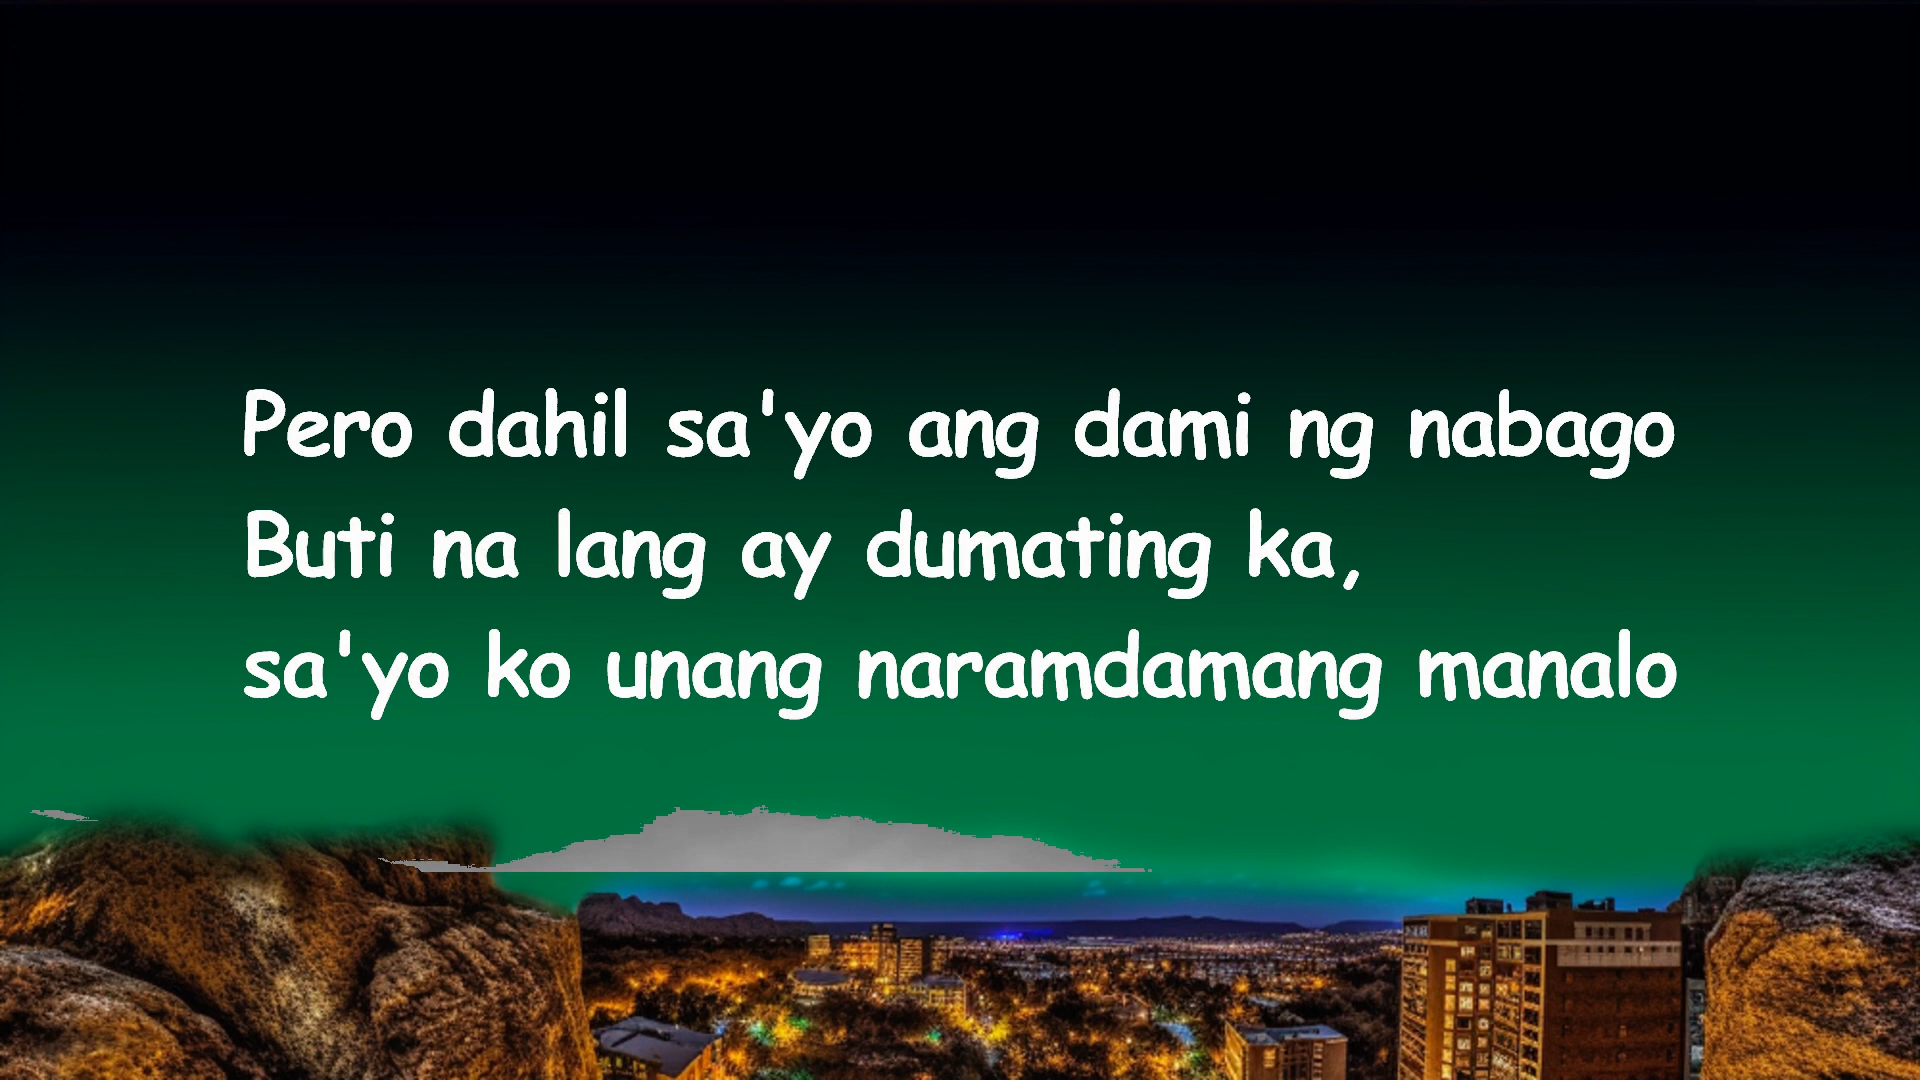 Pero dahil sa'yo ang dami ng nabago
Buti na lang ay dumating ka,
sa'yo ko unang naramdamang manalo